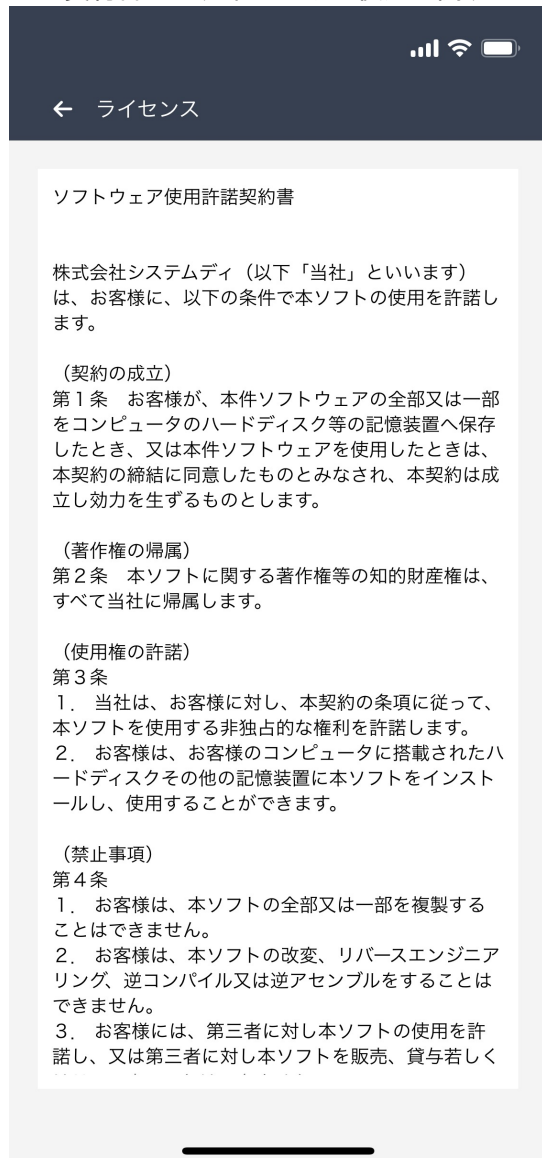 ← ライセンス
ソフトウェア使用許諾契約書
株式会社システムディ（以下「当社」といいます）
は、お客様に、以下の条件で本ソフトの使用を許諾し
ます。
（契約の成立）
第１条　お客様が、本件ソフトウェアの全部又は一部
をコンピュータのハードディスク等の記憶装置へ保存
したとき、又は本件ソフトウェアを使用したときは、
本契約の締結に同意したものとみなされ、本契約は成
立し効力を生ずるものとします。
（著作権の帰属）
第２条　本ソフトに関する著作権等の知的財産権は、
すべて当社に帰属します。
（使用権の許諾）
第３条
１．　当社は、お客様に対し、本契約の条項に従って、
本ソフトを使用する非独占的な権利を許諾します。
２．　お客様は、お客様のコンピュータに搭載されたハ
ードディスクその他の記憶装置に本ソフトをインスト
ールし、使用することができます。
（禁止事項）
第４条
１．　お客様は、本ソフトの全部又は一部を複製する
ことはできません。
２．　お客様は、本ソフトの改変、リバースエンジニア
リング、逆コンパイル又は逆アセンブルをすることは
できません。
３．　お客様には、第三者に対し本ソフトの使用を許
諾し、又は第三者に対し本ソフトを販売、貸与若しく